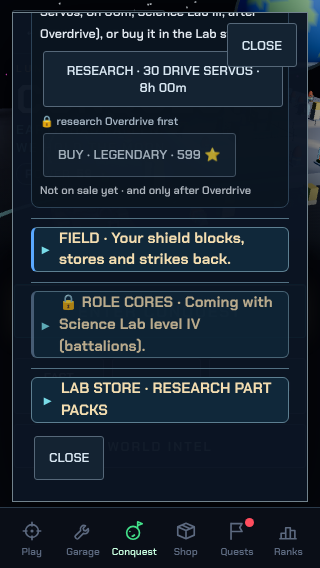 Servos, 8h 00m, Science Lab III, after
Overdrive), or buy it in the Lab s
CLOSE
RESEARCH · 30 DRIVE SERVOS ·
8h 00m
🔒 research Overdrive first
BUY · LEGENDARY · 599 ⭐
Not on sale yet · and only after Overdrive
▸ FIELD · Your shield blocks,
stores and strikes back.
▸ 🔒 ROLE CORES · Coming with
Science Lab level IV
(battalions).
▸ LAB STORE · RESEARCH PART
PACKS
CLOSE
WORLD INTEL
Play Garage Conquest Shop Quests Ranks